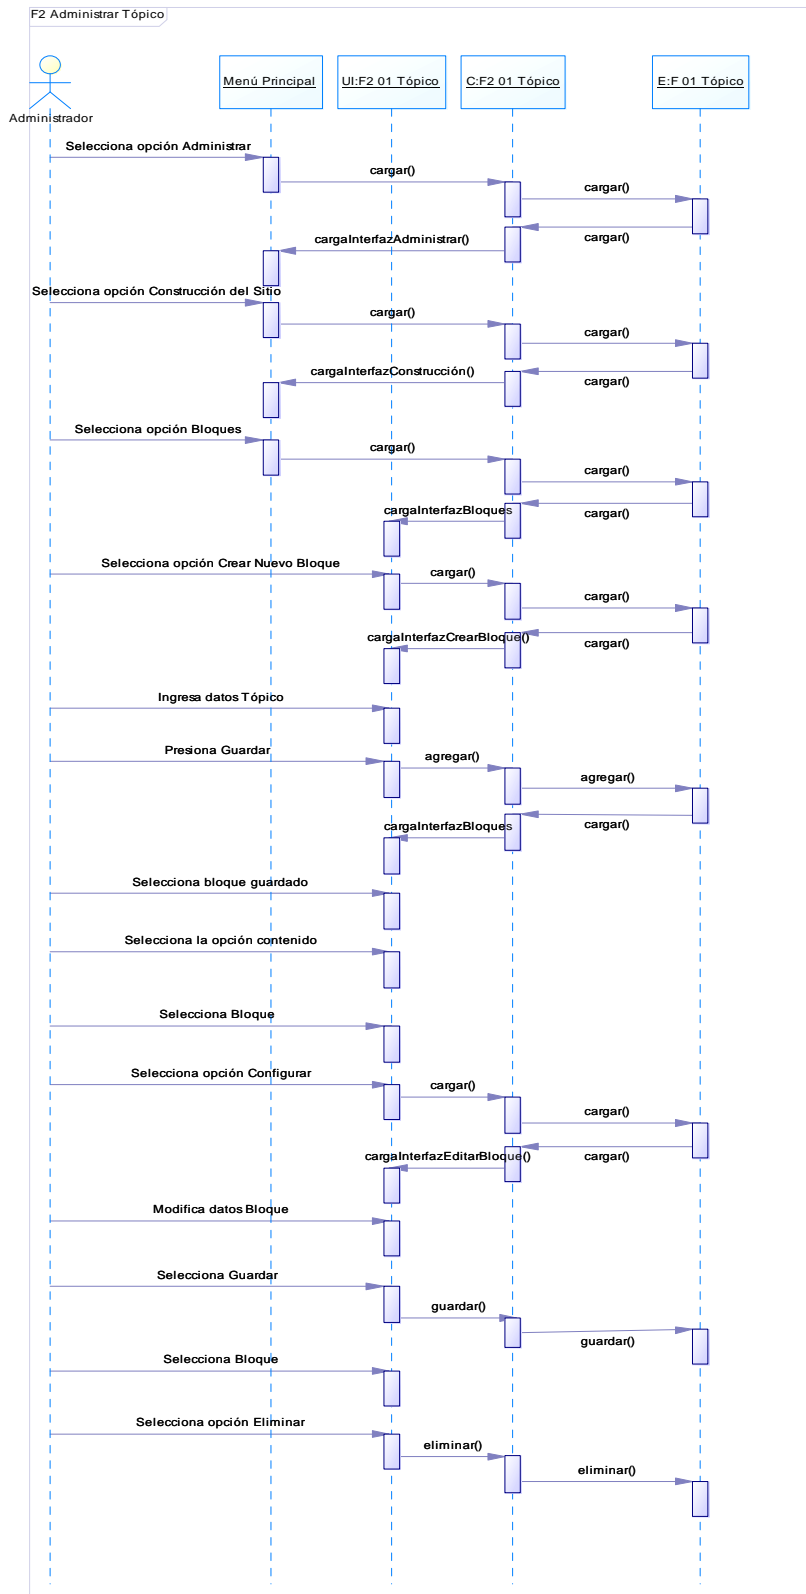 F2 Administrar Tópico
Menú Principal
UI:F2 01 Tópico
C:F2 01 Tópico
E:F 01 Tópico
Administrador
Selecciona opción Administrar
cargar()
cargar()
cargar()
cargaInterfazAdministrar()
Selecciona opción Construcción del Sitio
cargar()
cargar()
cargaInterfazConstrucción()
cargar()
Selecciona opción Bloques
cargar()
cargar()
cargaInterfazBloques
cargar()
Selecciona opción Crear Nuevo Bloque
cargar()
cargar()
cargaInterfazCrearBloque()
cargar()
Ingresa datos Tópico
Presiona Guardar
agregar()
agregar()
cargaInterfazBloques
cargar()
Selecciona bloque guardado
Selecciona la opción contenido
Selecciona Bloque
Selecciona opción Configurar
cargar()
cargar()
cargaInterfazEditarBloque()
cargar()
Modifica datos Bloque
Selecciona Guardar
guardar()
guardar()
Selecciona Bloque
Selecciona opción Eliminar
eliminar()
eliminar()